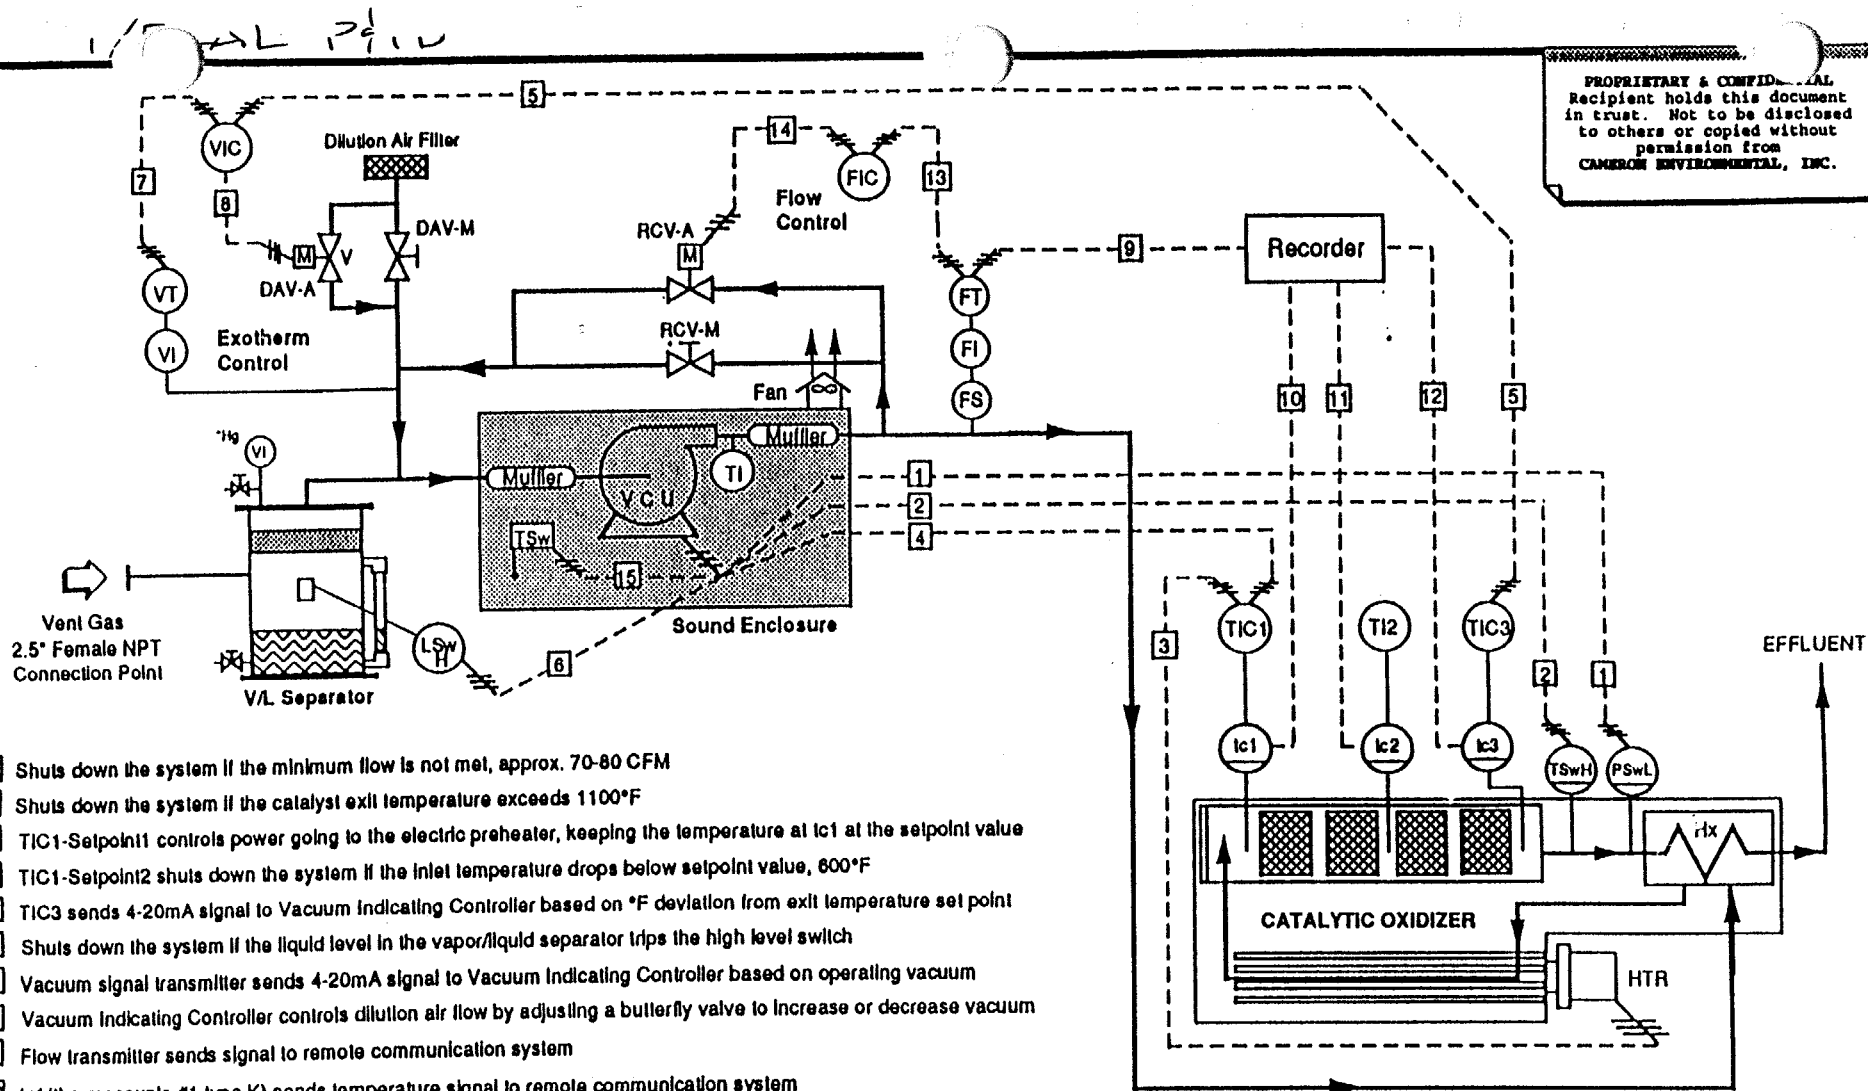 PROPRIETARY & CONFIDENTIAL
Recipient holds this document
in trust. Not to be disclosed
to others or copied without
permission from
CAMERON ENVIRONMENTAL, INC.
5
VIC
Dilution Air Filter
14
FIC
7
8
13
Flow
Control
DAV-M
RCV-A
M
M
V
DAV-A
9
Recorder
VT
FT
RCV-M
VI
Exotherm
Control
FI
Fan
FS
10
11
12
5
"Hg
VI
Muffler
TI
Muffler
V C U
1
2
4
TSw
15
Sound Enclosure
Vent Gas
2.5" Female NPT
Connection Point
LSw
H
6
V/L Separator
TIC1
TI2
TIC3
3
EFFLUENT
2
1
Ic1
Ic2
Ic3
TSwH
PSwL
Hx
CATALYTIC OXIDIZER
HTR
Shuts down the system if the minimum flow is not met, approx. 70-80 CFM
Shuts down the system if the catalyst exit temperature exceeds 1100°F
TIC1-Setpoint1 controls power going to the electric preheater, keeping the temperature at tc1 at the setpoint value
TIC1-Setpoint2 shuts down the system if the inlet temperature drops below setpoint value, 600°F
TIC3 sends 4-20mA signal to Vacuum Indicating Controller based on °F deviation from exit temperature set point
Shuts down the system if the liquid level in the vapor/liquid separator trips the high level switch
Vacuum signal transmitter sends 4-20mA signal to Vacuum Indicating Controller based on operating vacuum
Vacuum Indicating Controller controls dilution air flow by adjusting a butterfly valve to increase or decrease vacuum
Flow transmitter sends signal to remote communication system
sends temperature signal to remote communication system